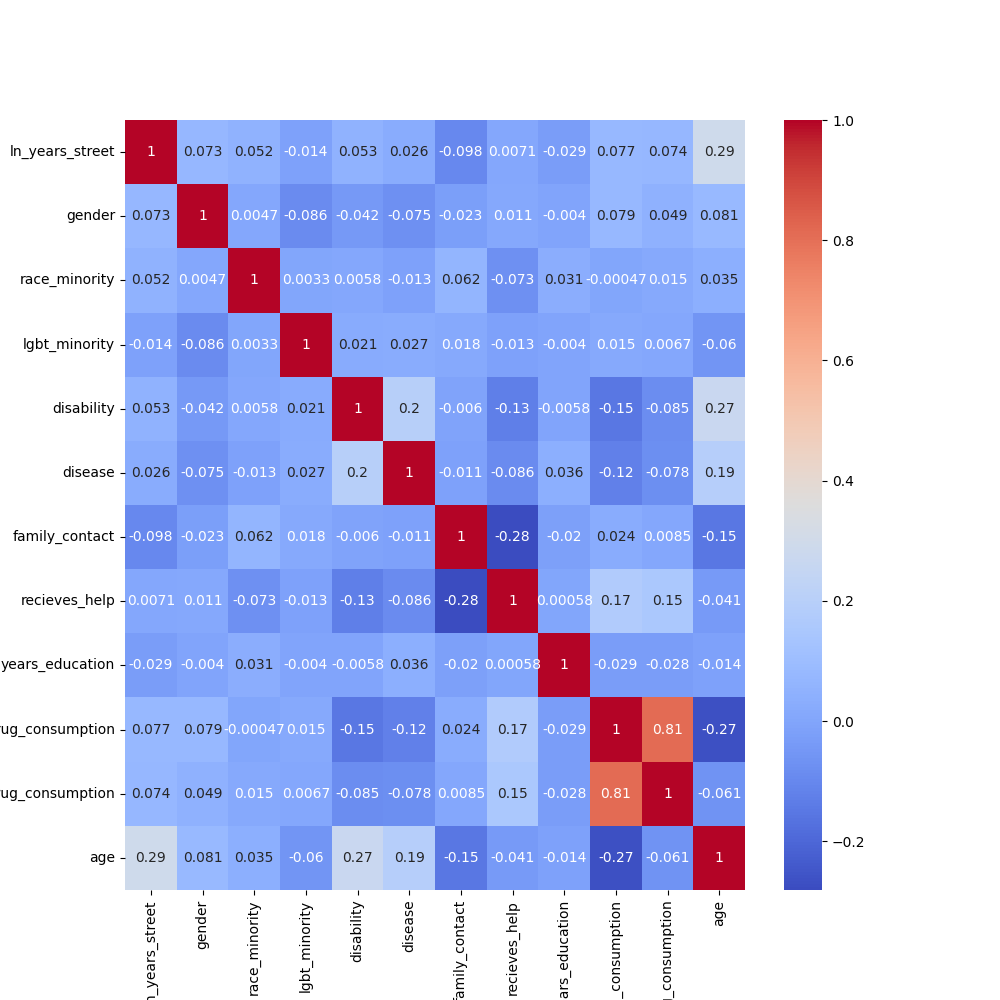 ln_years_street 1 0.073 0.052 -0.014 0.053 0.026 -0.098 0.0071 -0.029 0.077 0.074 0.29
gender 0.073 1 0.0047 -0.086 -0.042 -0.075 -0.023 0.011 -0.004 0.079 0.049 0.081
race_minority 0.052 0.0047 1 0.0033 0.0058 -0.013 0.062 -0.073 0.031 -0.00047 0.015 0.035
lgbt_minority -0.014 -0.086 0.0033 1 0.021 0.027 0.018 -0.013 -0.004 0.015 0.0067 -0.06
disability 0.053 -0.042 0.0058 0.021 1 0.2 -0.006 -0.13 -0.0058 -0.15 -0.085 0.27
disease 0.026 -0.075 -0.013 0.027 0.2 1 -0.011 -0.086 0.036 -0.12 -0.078 0.19
family_contact -0.098 -0.023 0.062 0.018 -0.006 -0.011 1 -0.28 -0.02 0.024 0.0085 -0.15
recieves_help 0.0071 0.011 -0.073 -0.013 -0.13 -0.086 -0.28 1 0.00058 0.17 0.15 -0.041
years_education -0.029 -0.004 0.031 -0.004 -0.0058 0.036 -0.02 0.00058 1 -0.029 -0.028 -0.014
ug_consumption 0.077 0.079 -0.00047 0.015 -0.15 -0.12 0.024 0.17 -0.029 1 0.81 -0.27
ug_consumption 0.074 0.049 0.015 0.0067 -0.085 -0.078 0.0085 0.15 -0.028 0.81 1 -0.061
age 0.29 0.081 0.035 -0.06 0.27 0.19 -0.15 -0.041 -0.014 -0.27 -0.061 1
n_years_street
gender
race_minority
lgbt_minority
disability
disease
family_contact
recieves_help
ars_education
_consumption
_consumption
age
1.0
0.8
0.6
0.4
0.2
0.0
−0.2